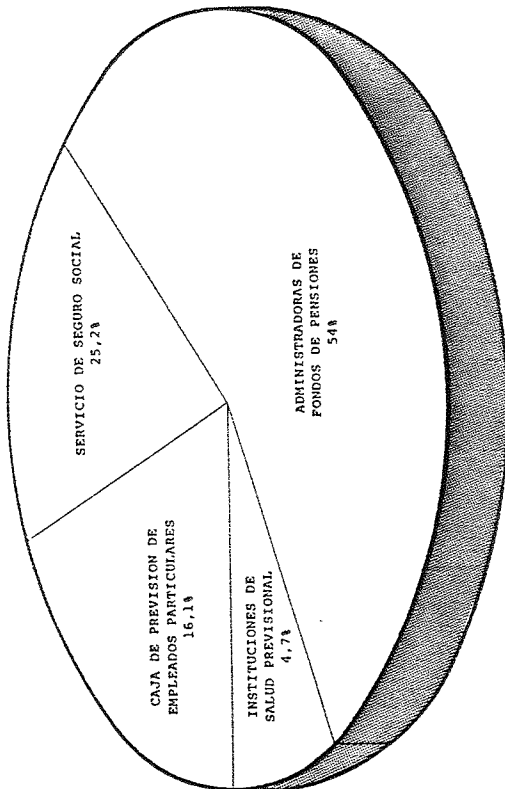 SERVICIO DE SEGURO SOCIAL
25,2%
CAJA DE PREVISION DE
EMPLEADOS PARTICULARES
16,1%
INSTITUCIONES DE
SALUD PREVISIONAL
4,7%
ADMINISTRADORAS DE
FONDOS DE PENSIONES
54%